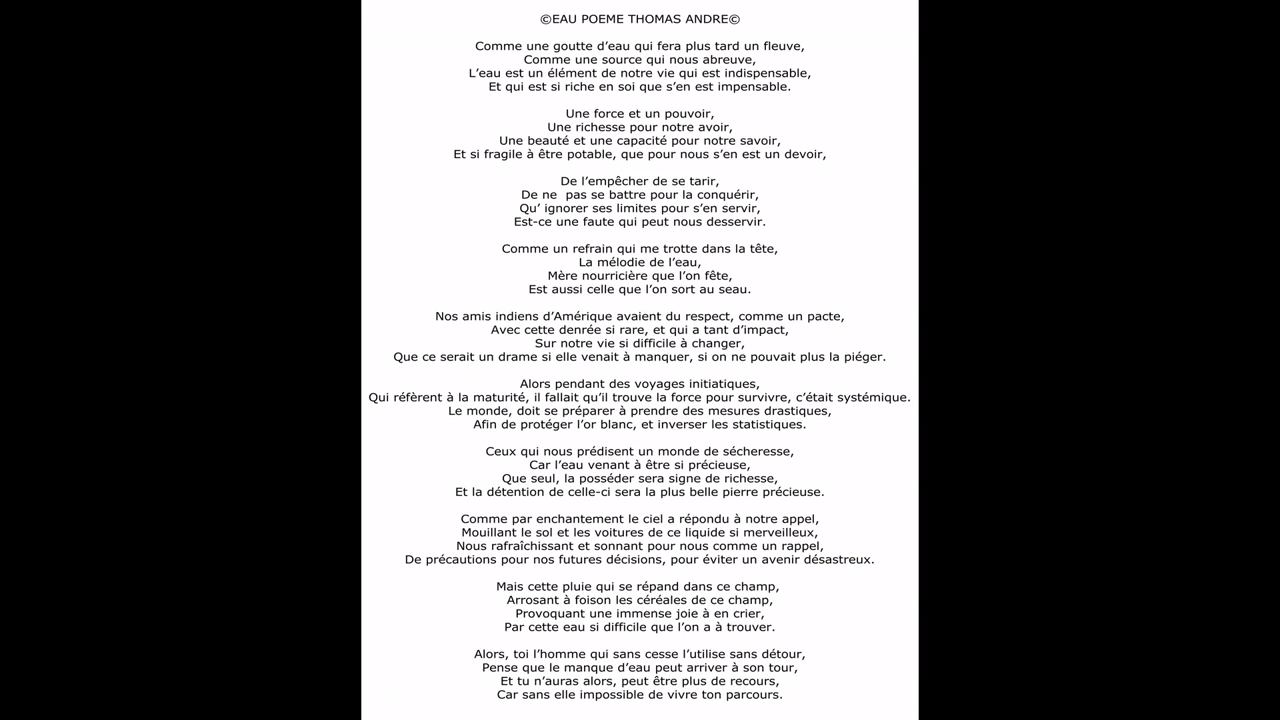 ©EAU POEME THOMAS ANDRE©
Comme une goutte d’eau qui fera plus tard un fleuve,
Comme une source qui nous abreuve,
L’eau est un élément de notre vie qui est indispensable,
Et qui est si riche en soi que s’en est impensable.
Une force et un pouvoir,
Une richesse pour notre avoir,
Une beauté et une capacité pour notre savoir,
Et si fragile à être potable, que pour nous s’en est un devoir,
De l’empêcher de se tarir,
De ne  pas se battre pour la conquérir,
Qu’ ignorer ses limites pour s’en servir,
Est-ce une faute qui peut nous desservir.
Comme un refrain qui me trotte dans la tête,
La mélodie de l’eau,
Mère nourricière que l’on fête,
Est aussi celle que l’on sort au seau.
Nos amis indiens d’Amérique avaient du respect, comme un pacte,
Avec cette denrée si rare, et qui a tant d’impact,
Sur notre vie si difficile à changer,
Que ce serait un drame si elle venait à manquer, si on ne pouvait plus la piéger.
Alors pendant des voyages initiatiques,
Qui réfèrent à la maturité, il fallait qu’il trouve la force pour survivre, c’était systémique.
Le monde, doit se préparer à prendre des mesures drastiques,
Afin de protéger l’or blanc, et inverser les statistiques.
Ceux qui nous prédisent un monde de sécheresse,
Car l’eau venant à être si précieuse,
Que seul, la posséder sera signe de richesse,
Et la détention de celle-ci sera la plus belle pierre précieuse.
Comme par enchantement le ciel a répondu à notre appel,
Mouillant le sol et les voitures de ce liquide si merveilleux,
Nous rafraîchissant et sonnant pour nous comme un rappel,
De précautions pour nos futures décisions, pour éviter un avenir désastreux.
Mais cette pluie qui se répand dans ce champ,
Arrosant à foison les céréales de ce champ,
Provoquant une immense joie à en crier,
Par cette eau si difficile que l’on a à trouver.
Alors, toi l’homme qui sans cesse l’utilise sans détour,
Pense que le manque d’eau peut arriver à son tour,
Et tu n’auras alors, peut être plus de recours,
Car sans elle impossible de vivre ton parcours.